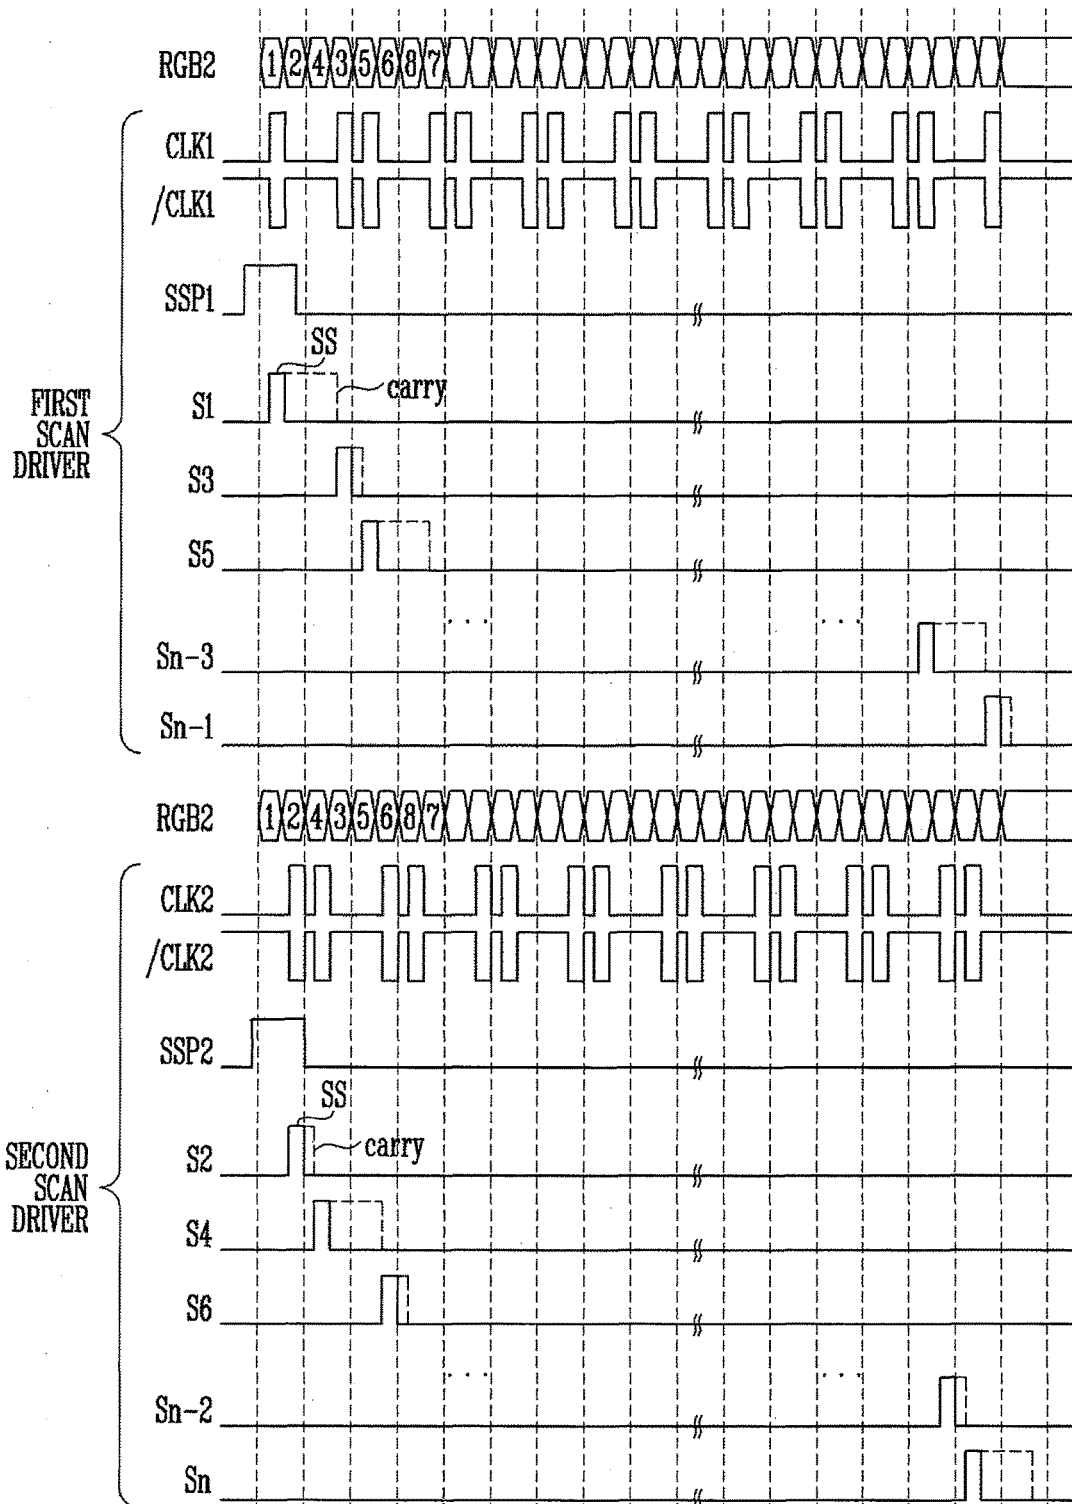 RGB2 1 2 4 3 5 6 8 7
CLK1
/CLK1
SSP1
SS
carry
S1
FIRST
SCAN
DRIVER
S3
S5
. . . . . .
Sn-3
Sn-1
RGB2 1 2 4 3 5 6 8 7
CLK2
/CLK2
SSP2
SS
carry
S2
SECOND
SCAN
DRIVER
S4
S6
. . . . . .
Sn-2
Sn